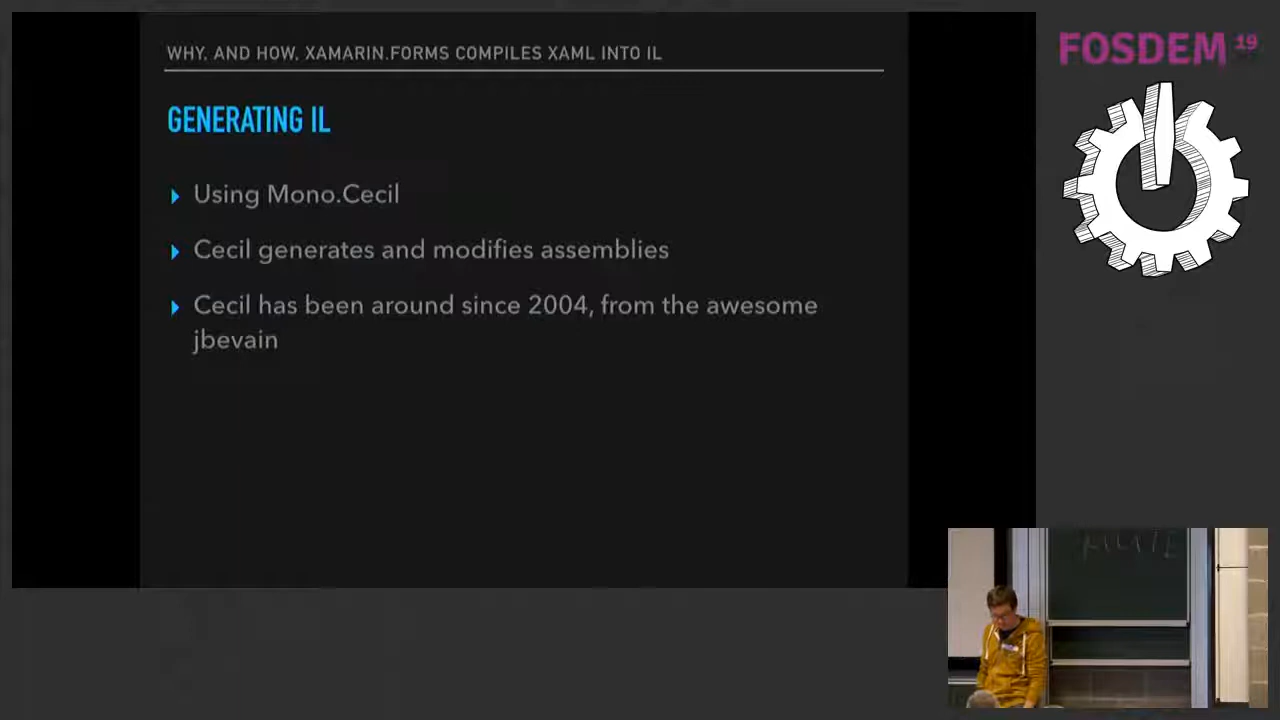 WHY, AND HOW, XAMARIN.FORMS COMPILES XAML INTO IL
GENERATING IL
Using Mono.Cecil
Cecil generates and modifies assemblies
Cecil has been around since 2004, from the awesome
jbevain
FOSDEM 19